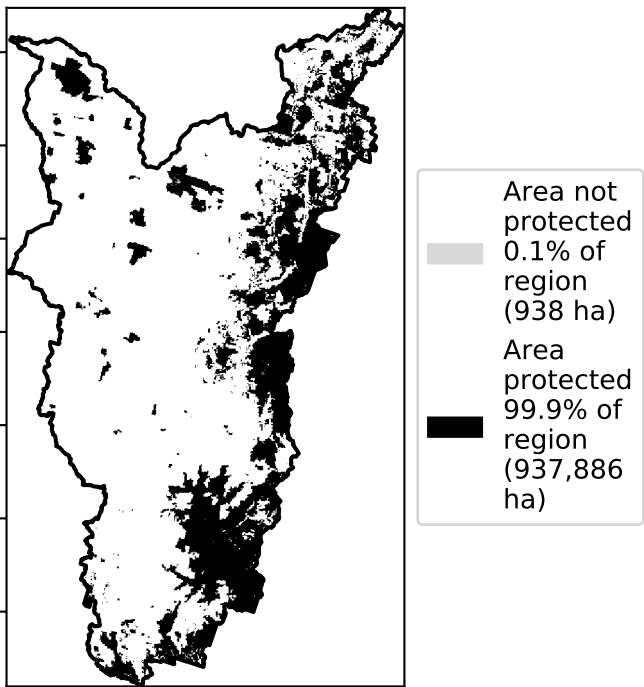 Area not
protected
0.1% of
region
(938 ha)
Area
protected
99.9% of
region
(937,886
ha)